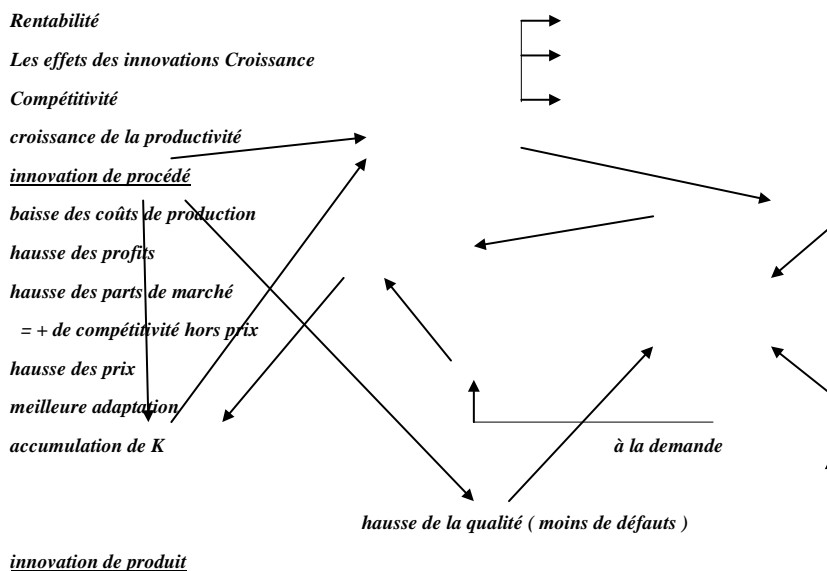 Rentabilité
Les effets des innovations Croissance
Compétitivité
croissance de la productivité
innovation de procédé
baisse des coûts de production
hausse des profits
hausse des parts de marché
= + de compétitivité hors prix
hausse des prix
meilleure adaptation
accumulation de K à la demande
hausse de la qualité ( moins de défauts )
innovation de produit